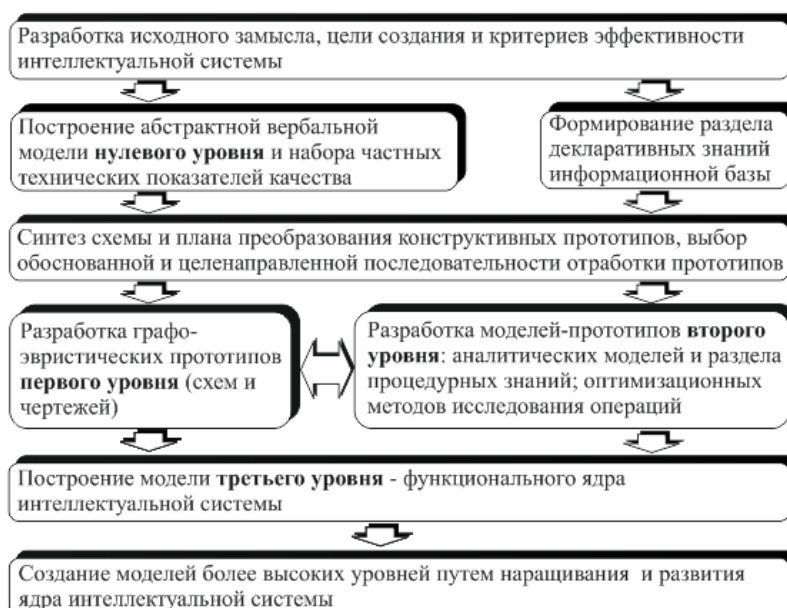 Разработка исходного замысла, цели создания и критериев эффективности
интеллектуальной системы
Построение абстрактной вербальной
модели нулевого уровня и набора частных
технических показателей качества
Формирование раздела
декларативных знаний
информационной базы
Синтез схемы и плана преобразования конструктивных прототипов, выбор
обоснованной и целенаправленной последовательности отработки прототипов
Разработка графо-
эвристических прототипов
первого уровня (схем и
чертежей)
Разработка моделей-прототипов второго
уровня: аналитических моделей и раздела
процедурных знаний; оптимизационных
методов исследования операций
Построение модели третьего уровня - функционального ядра
интеллектуальной системы
Создание моделей более высоких уровней путем наращивания и развития
ядра интеллектуальной системы